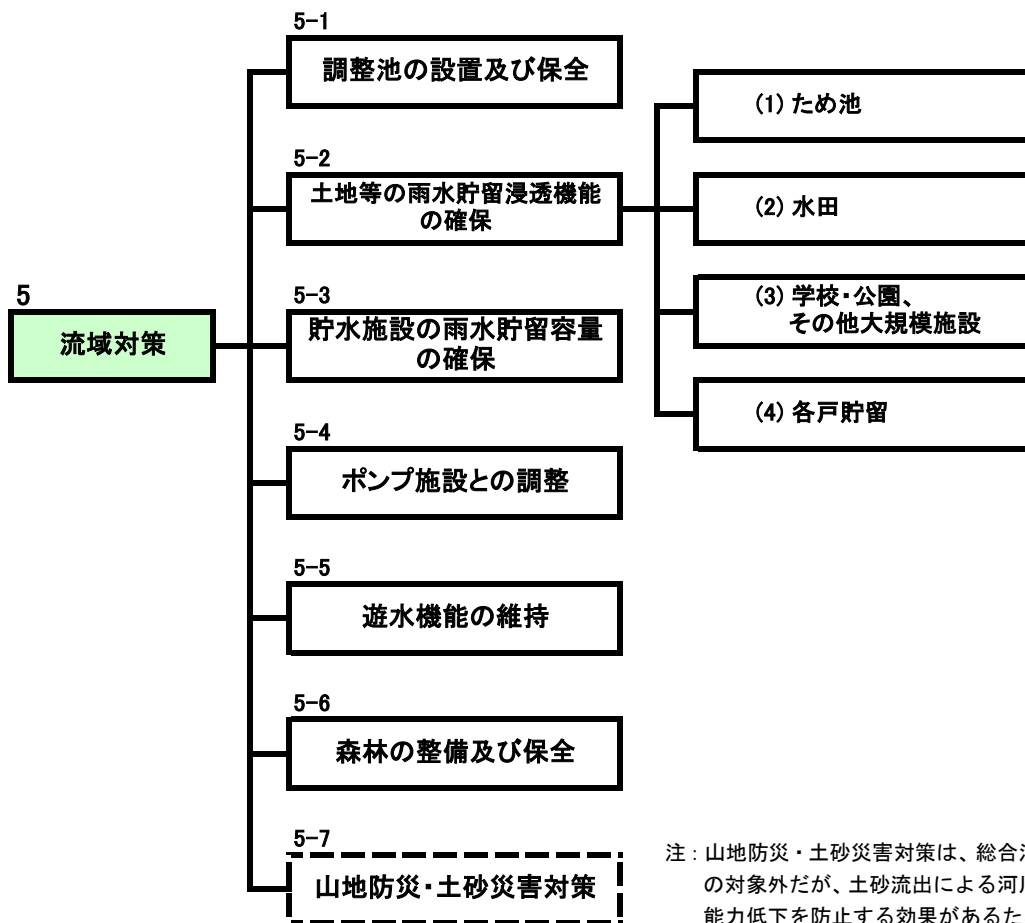 5
流域対策
5-1
調整池の設置及び保全
5-2
土地等の雨水貯留浸透機能
の確保
(1) ため池
(2) 水田
(3) 学校・公園、
その他大規模施設
(4) 各戸貯留
5-3
貯水施設の雨水貯留容量
の確保
5-4
ポンプ施設との調整
5-5
遊水機能の維持
5-6
森林の整備及び保全
5-7
山地防災・土砂災害対策
注：山地防災・土砂災害対策は、総合
の対象外だが、土砂流出による河
能力低下を防止する効果があるた